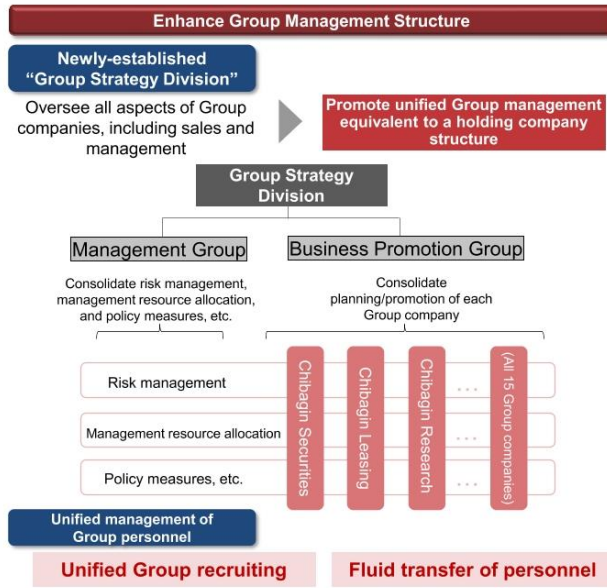 Enhance Group Management Structure
Newly-established
“Group Strategy Division”
Oversee all aspects of Group
companies, including sales and
management
Promote unified Group management
equivalent to a holding company
structure
Group Strategy
Division
Management Group
Business Promotion Group
Consolidate risk management,
management resource allocation,
and policy measures, etc.
Consolidate
planning/promotion of each
Group company
Risk management
Management resource allocation
Policy measures, etc.
Chibagin Securities
Chibagin Leasing
Chibagin Research
...
...
...
(All 15 Group companies)
Unified management of
Group personnel
Unified Group recruiting
Fluid transfer of personnel